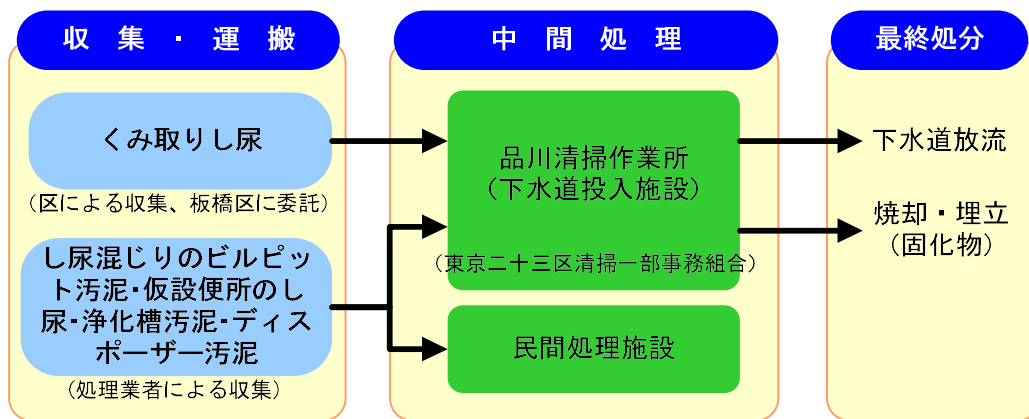 収集・運搬
中間処理
最終処分
くみ取りし尿
(区による収集、板橋区に委託)
し尿混じりのビルピッ
ト汚泥・仮設便所のし
尿・浄化槽汚泥・ディス
ポーザー汚泥
(処理業者による収集)
品川清掃作業所
(下水道投入施設)
(東京二十三区清掃一部事務組合)
民間処理施設
下水道放流
焼却・埋立
(固化物)